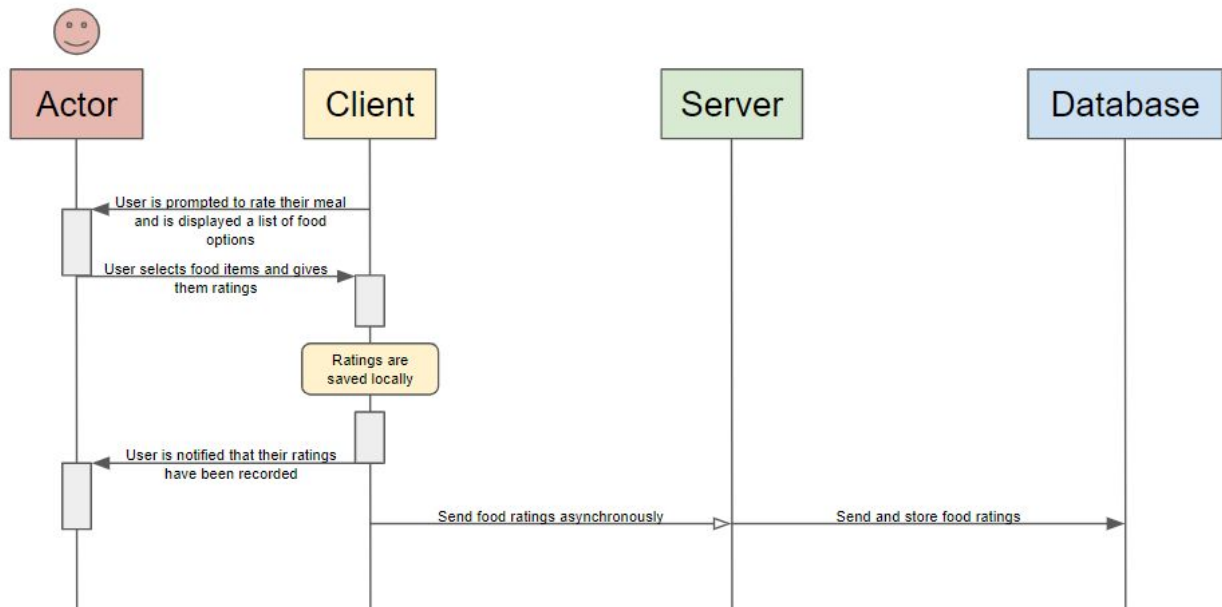 Actor
Client
Server
Database
User is prompted to rate their meal
and is displayed a list of food
options
User selects food items and gives
them ratings
Ratings are
saved locally
User is notified that their ratings
have been recorded
Send food ratings asynchronously
Send and store food ratings